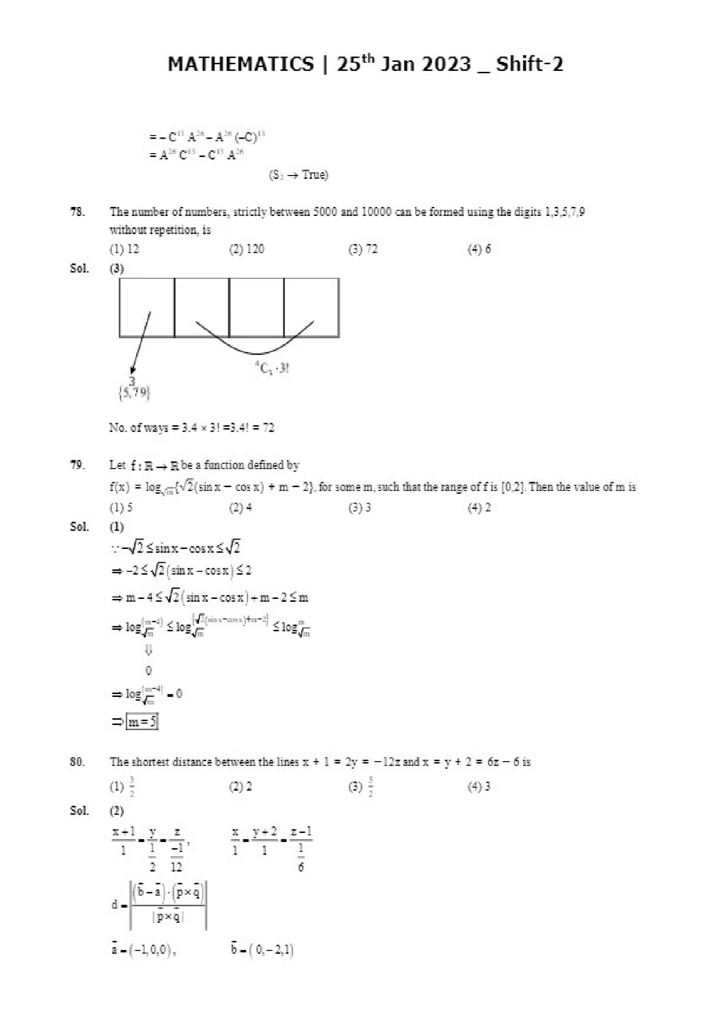 MATHEMATICS | 25th Jan 2023 _ Shift-2
= – C¹³ A²⁶ – A²⁶ (–C)¹³
= A²⁶ C¹³ – C¹³ A²⁶
(S₂ → True)
78. The number of numbers, strictly between 5000 and 10000 can be formed using the digits 1,3,5,7,9
without repetition, is
(1) 12 (2) 120 (3) 72 (4) 6
Sol. (3)
⁴C₃ ·3!
3
{5,7,9}
No. of ways = 3.4 × 3! =3.4! = 72
79. Let f : R → R be a function defined by
f(x) = log_√m{√2(sin x − cos x) + m − 2}, for some m, such that the range of f is [0,2]. Then the value of m is
(1) 5 (2) 4 (3) 3 (4) 2
Sol. (1)
∵ –√2 ≤ sin x – cos x ≤ √2
⇒ –2 ≤ √2(sin x – cos x) ≤ 2
⇒ m – 4 ≤ √2(sin x – cos x) + m – 2 ≤ m
⇒ log_√m^(m–4) ≤ log_√m^(√2(sin x–cos x)+m–2) ≤ log_√m^m
⇓
0
⇒ log_√m^(m–4) = 0
⇒ m = 5
80. The shortest distance between the lines x + 1 = 2y = −12z and x = y + 2 = 6z − 6 is
(1) 3/2 (2) 2 (3) 5/2 (4) 3
Sol. (2)
(x+1)/1 = y/(1/2) = z/(–1/12), x/1 = (y+2)/1 = (z–1)/(1/6)
d = |((b̄ – ā)·(p̄×q̄))/|p̄×q̄||
ā = (–1,0,0), b̄ = (0,–2,1)